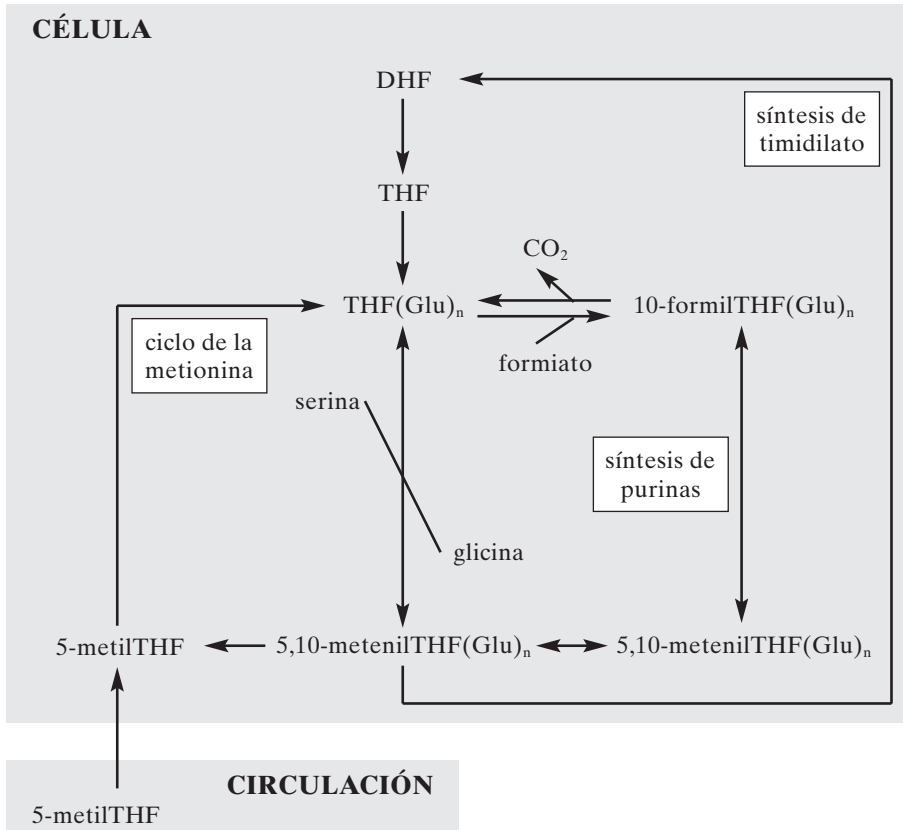 CÉLULA
DHF
síntesis de
timidilato
THF
CO₂
THF(Glu)ₙ
10-formilTHF(Glu)ₙ
ciclo de la
metionina
formiato
serina
síntesis de
purinas
glicina
5-metilTHF
5,10-metenilTHF(Glu)ₙ
5,10-metenilTHF(Glu)ₙ
CIRCULACIÓN
5-metilTHF